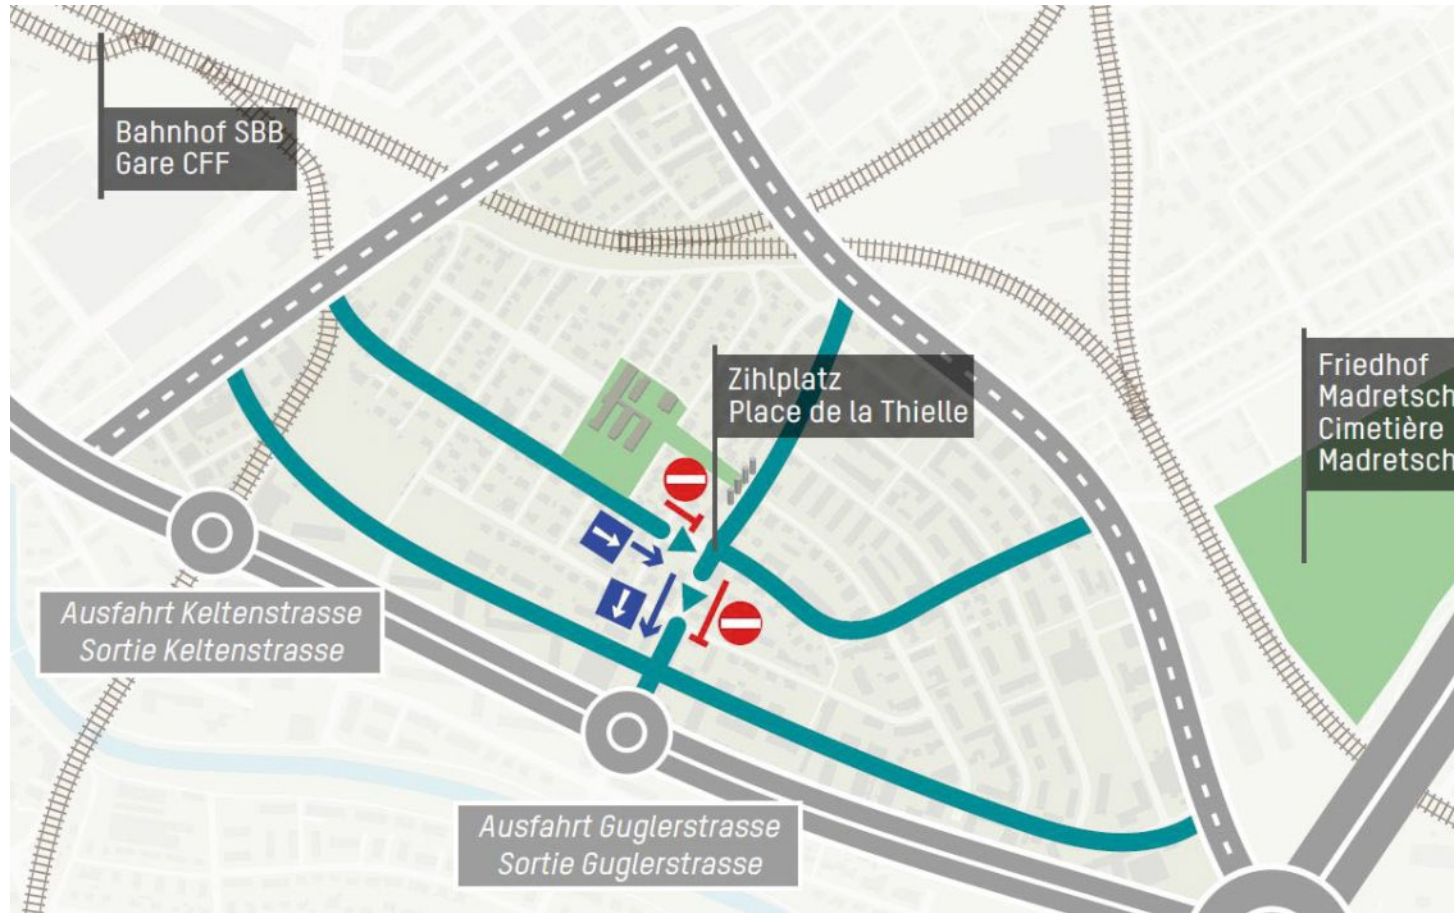 Bahnhof SBB
Gare CFF
Zihlplatz
Place de la Thielle
Friedhof
Madretsch
Cimetière
Madretsch
Ausfahrt Keltenstrasse
Sortie Keltenstrasse
Ausfahrt Guglerstrasse
Sortie Guglerstrasse